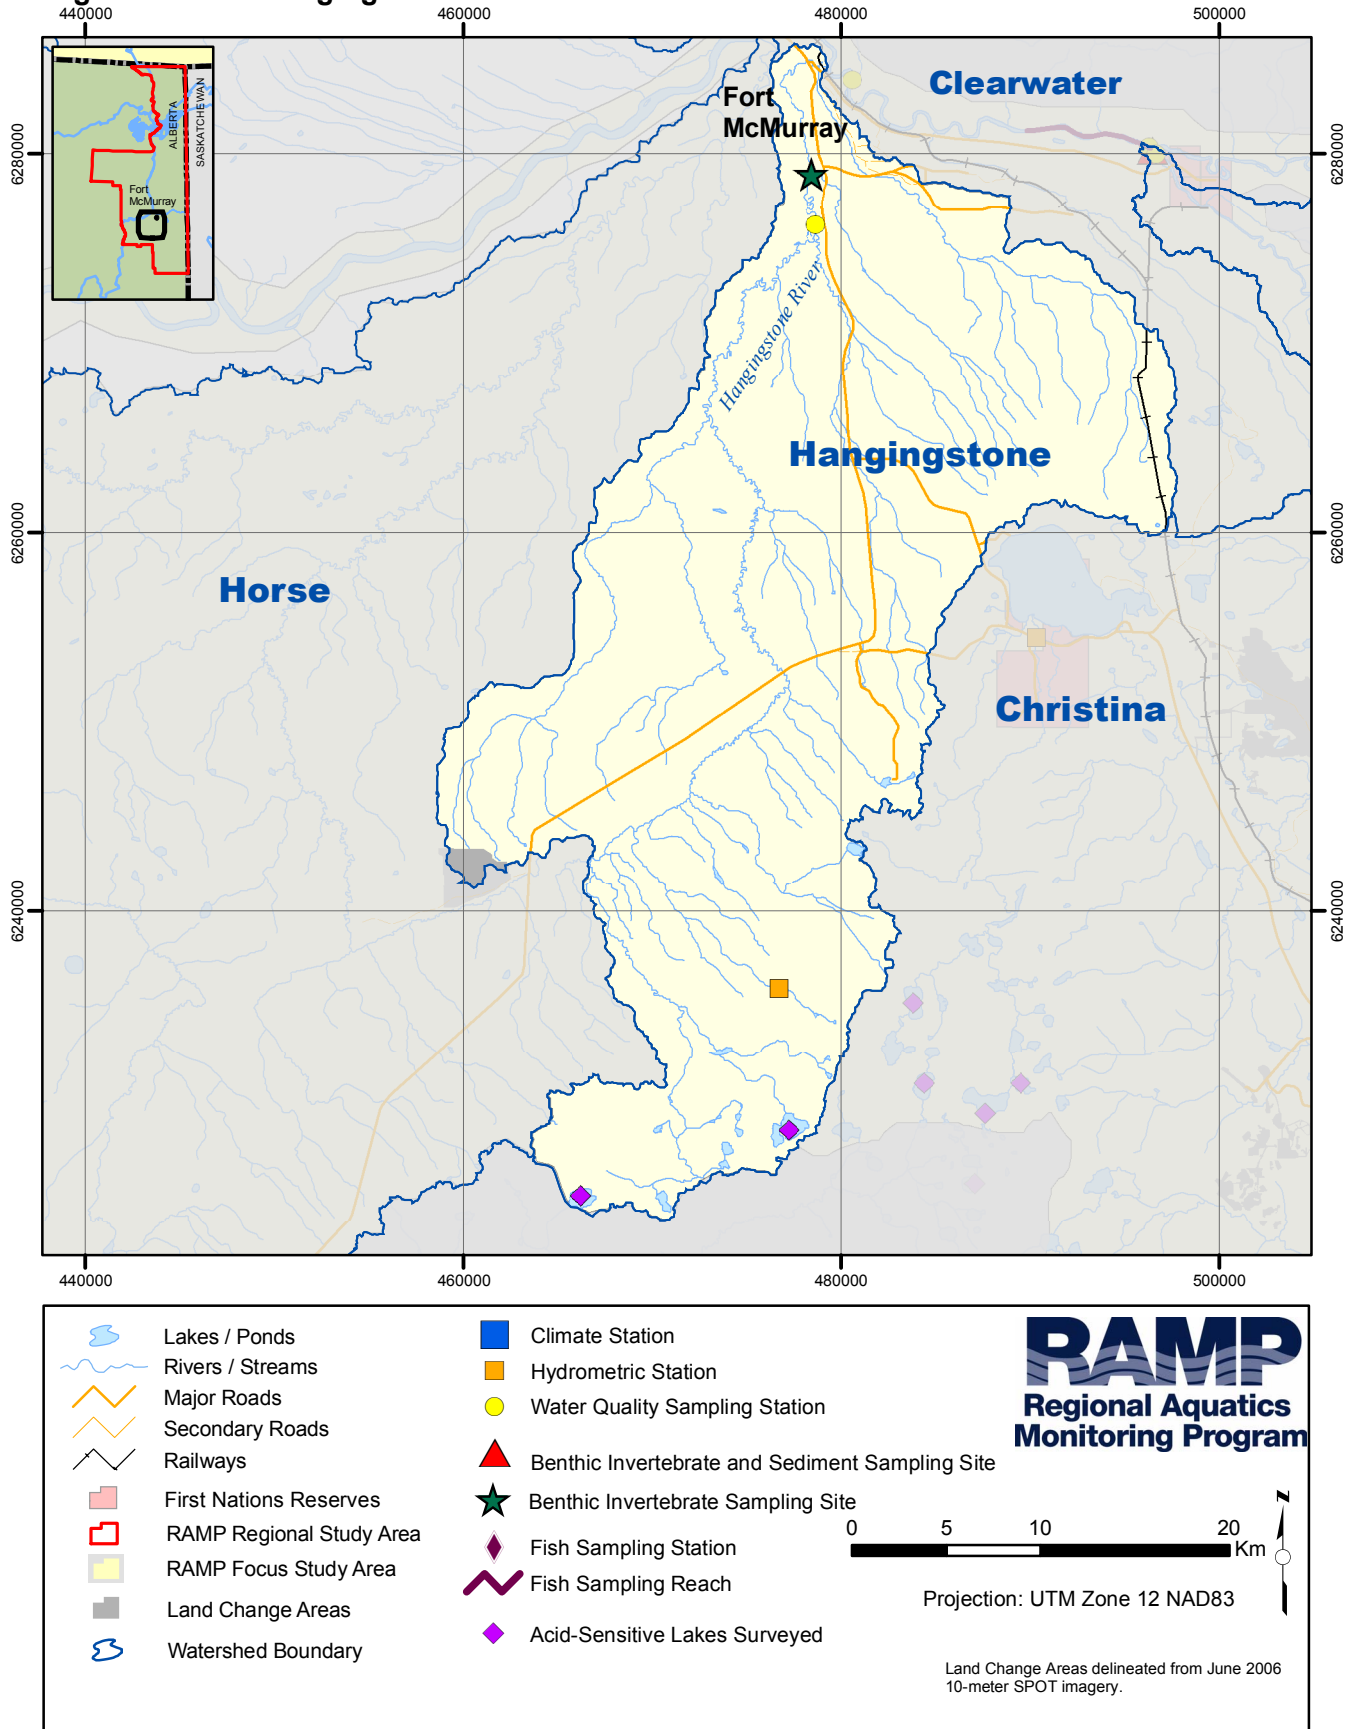 440000 460000 480000 500000
ALBERTA
SASKATCHEWAN
Fort
McMurray
Fort
McMurray
Clearwater
6280000 6280000
Hangingstone River
Hangingstone
6260000 6260000
Horse
Christina
6240000 6240000
440000 460000 480000 500000
Lakes / Ponds
Rivers / Streams
Major Roads
Secondary Roads
Railways
First Nations Reserves
RAMP Regional Study Area
RAMP Focus Study Area
Land Change Areas
Watershed Boundary
Climate Station
Hydrometric Station
Water Quality Sampling Station
Benthic Invertebrate and Sediment Sampling Site
Benthic Invertebrate Sampling Site
Fish Sampling Station
Fish Sampling Reach
Acid-Sensitive Lakes Surveyed
RAMP
Regional Aquatics
Monitoring Program
0 5 10 20
Km
N
Projection: UTM Zone 12 NAD83
Land Change Areas delineated from June 2006
10-meter SPOT imagery.